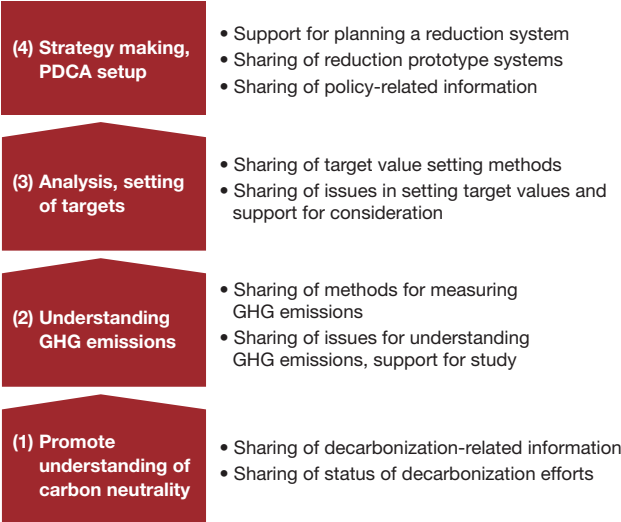 (4) Strategy making,
PDCA setup
• Support for planning a reduction system
• Sharing of reduction prototype systems
• Sharing of policy-related information
(3) Analysis, setting
of targets
• Sharing of target value setting methods
• Sharing of issues in setting target values and
support for consideration
(2) Understanding
GHG emissions
• Sharing of methods for measuring
GHG emissions
• Sharing of issues for understanding
GHG emissions, support for study
(1) Promote
understanding of
carbon neutrality
• Sharing of decarbonization-related information
• Sharing of status of decarbonization efforts